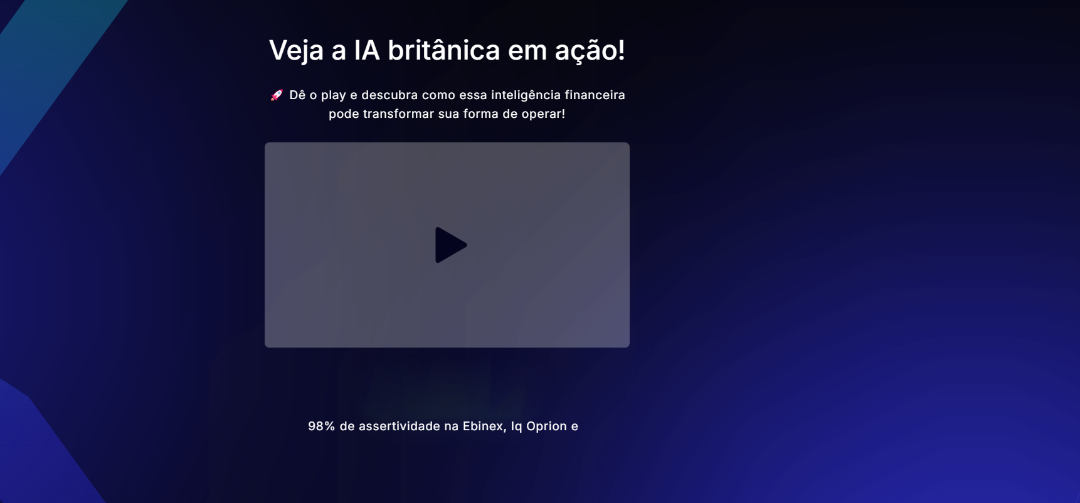 Veja a IA britânica em ação!
🚀 Dê o play e descubra como essa inteligência financeira
pode transformar sua forma de operar!
98% de assertividade na Ebinex, Iq Oprion e